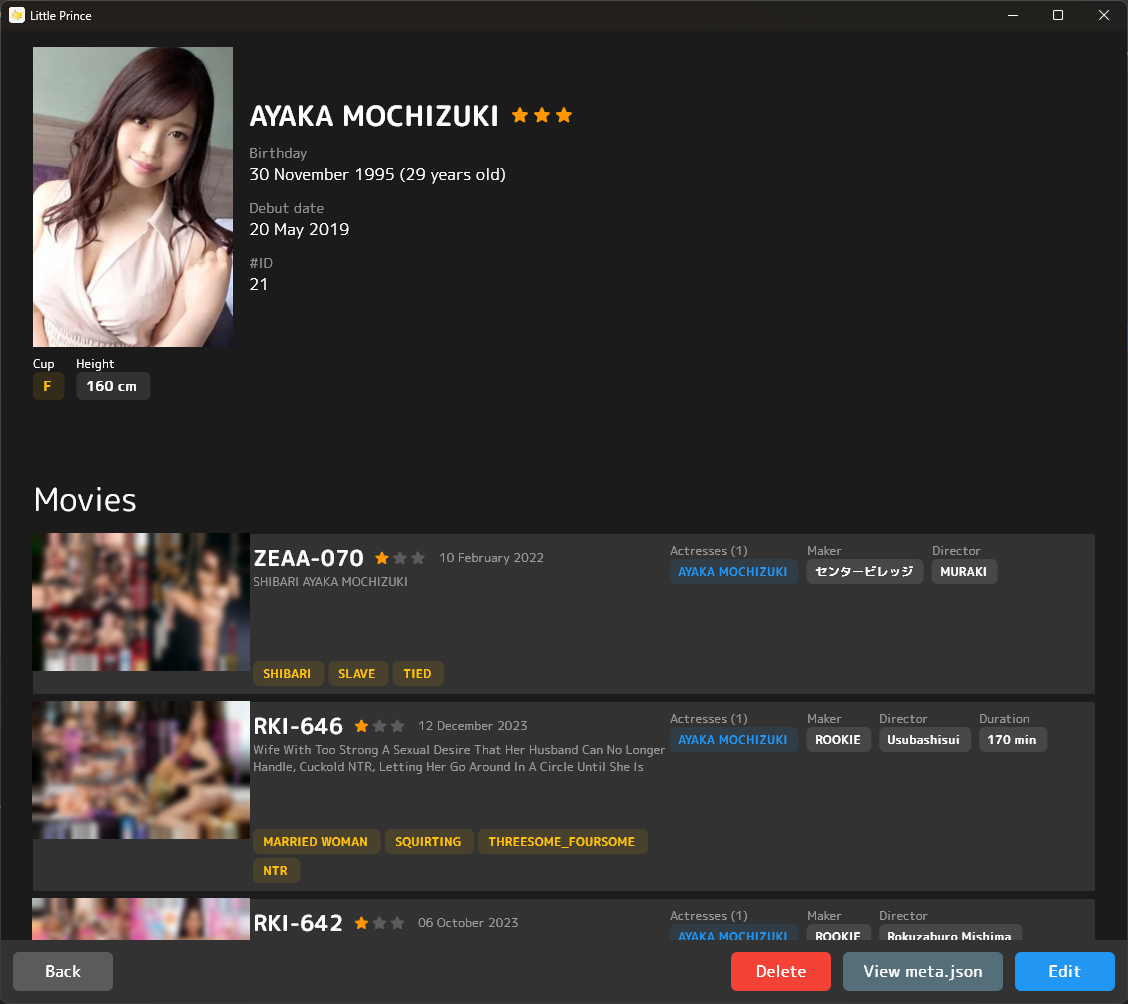 Little Prince
AYAKA MOCHIZUKI
Birthday
30 November 1995 (29 years old)
Debut date
20 May 2019
#ID
21
Cup
Height
F
160 cm
Movies
ZEAA-070
10 February 2022
SHIBARI AYAKA MOCHIZUKI
SHIBARI
SLAVE
TIED
Actresses (1)
Maker
Director
AYAKA MOCHIZUKI
センタービレッジ
MURAKI
RKI-646
12 December 2023
Wife With Too Strong A Sexual Desire That Her Husband Can No Longer
Handle, Cuckold NTR, Letting Her Go Around In A Circle Until She Is
MARRIED WOMAN
SQUIRTING
THREESOME_FOURSOME
NTR
Actresses (1)
Maker
Director
Duration
AYAKA MOCHIZUKI
ROOKIE
Usubashisui
170 min
RKI-642
06 October 2023
Actresses (1)
Maker
Director
AYAKA MOCHIZUKI
ROOKIE
Rokuzaburo Mishima
Back
Delete
View meta.json
Edit